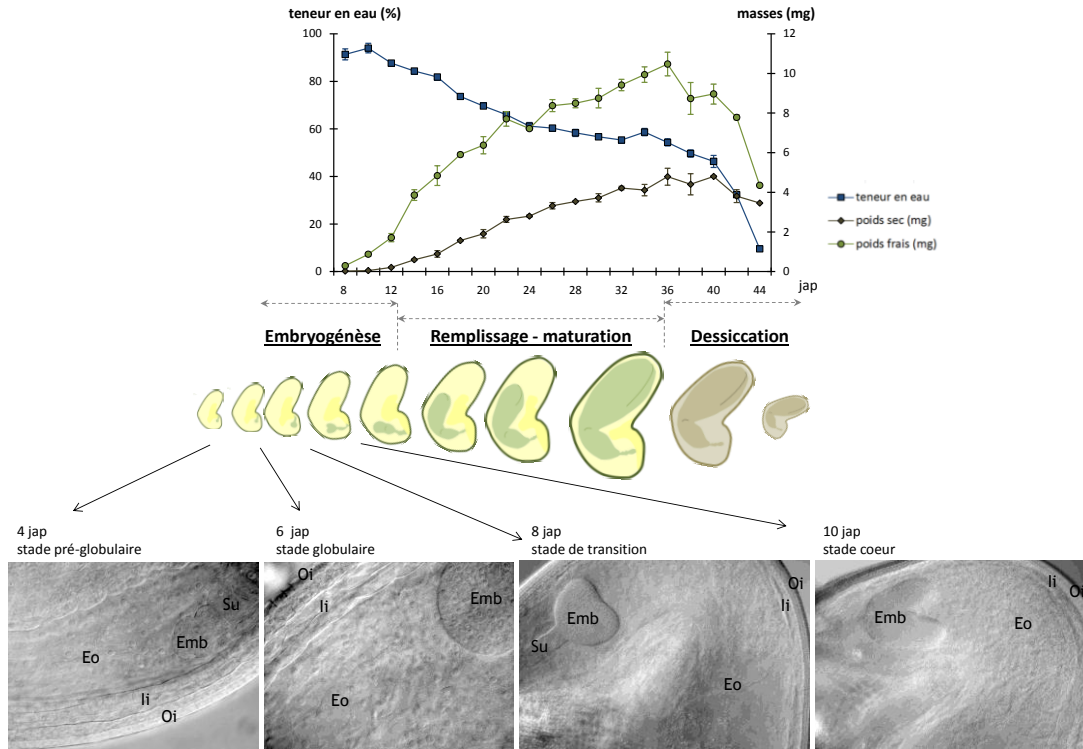 teneur en eau (%)
masses (mg)
100
80
60
40
20
0
12
10
8
6
4
2
0
8 12 16 20 24 28 32 36 40 44 jap
teneur en eau
poids sec (mg)
poids frais (mg)
Embryogénèse
Remplissage - maturation
Dessiccation
4 jap
stade pré-globulaire
6 jap
stade globulaire
8 jap
stade de transition
10 jap
stade coeur
Su
Emb
Eo
Ii
Oi
Oi
Ii
Emb
Eo
Oi
Ii
Emb
Su
Eo
Ii
Oi
Emb
Eo